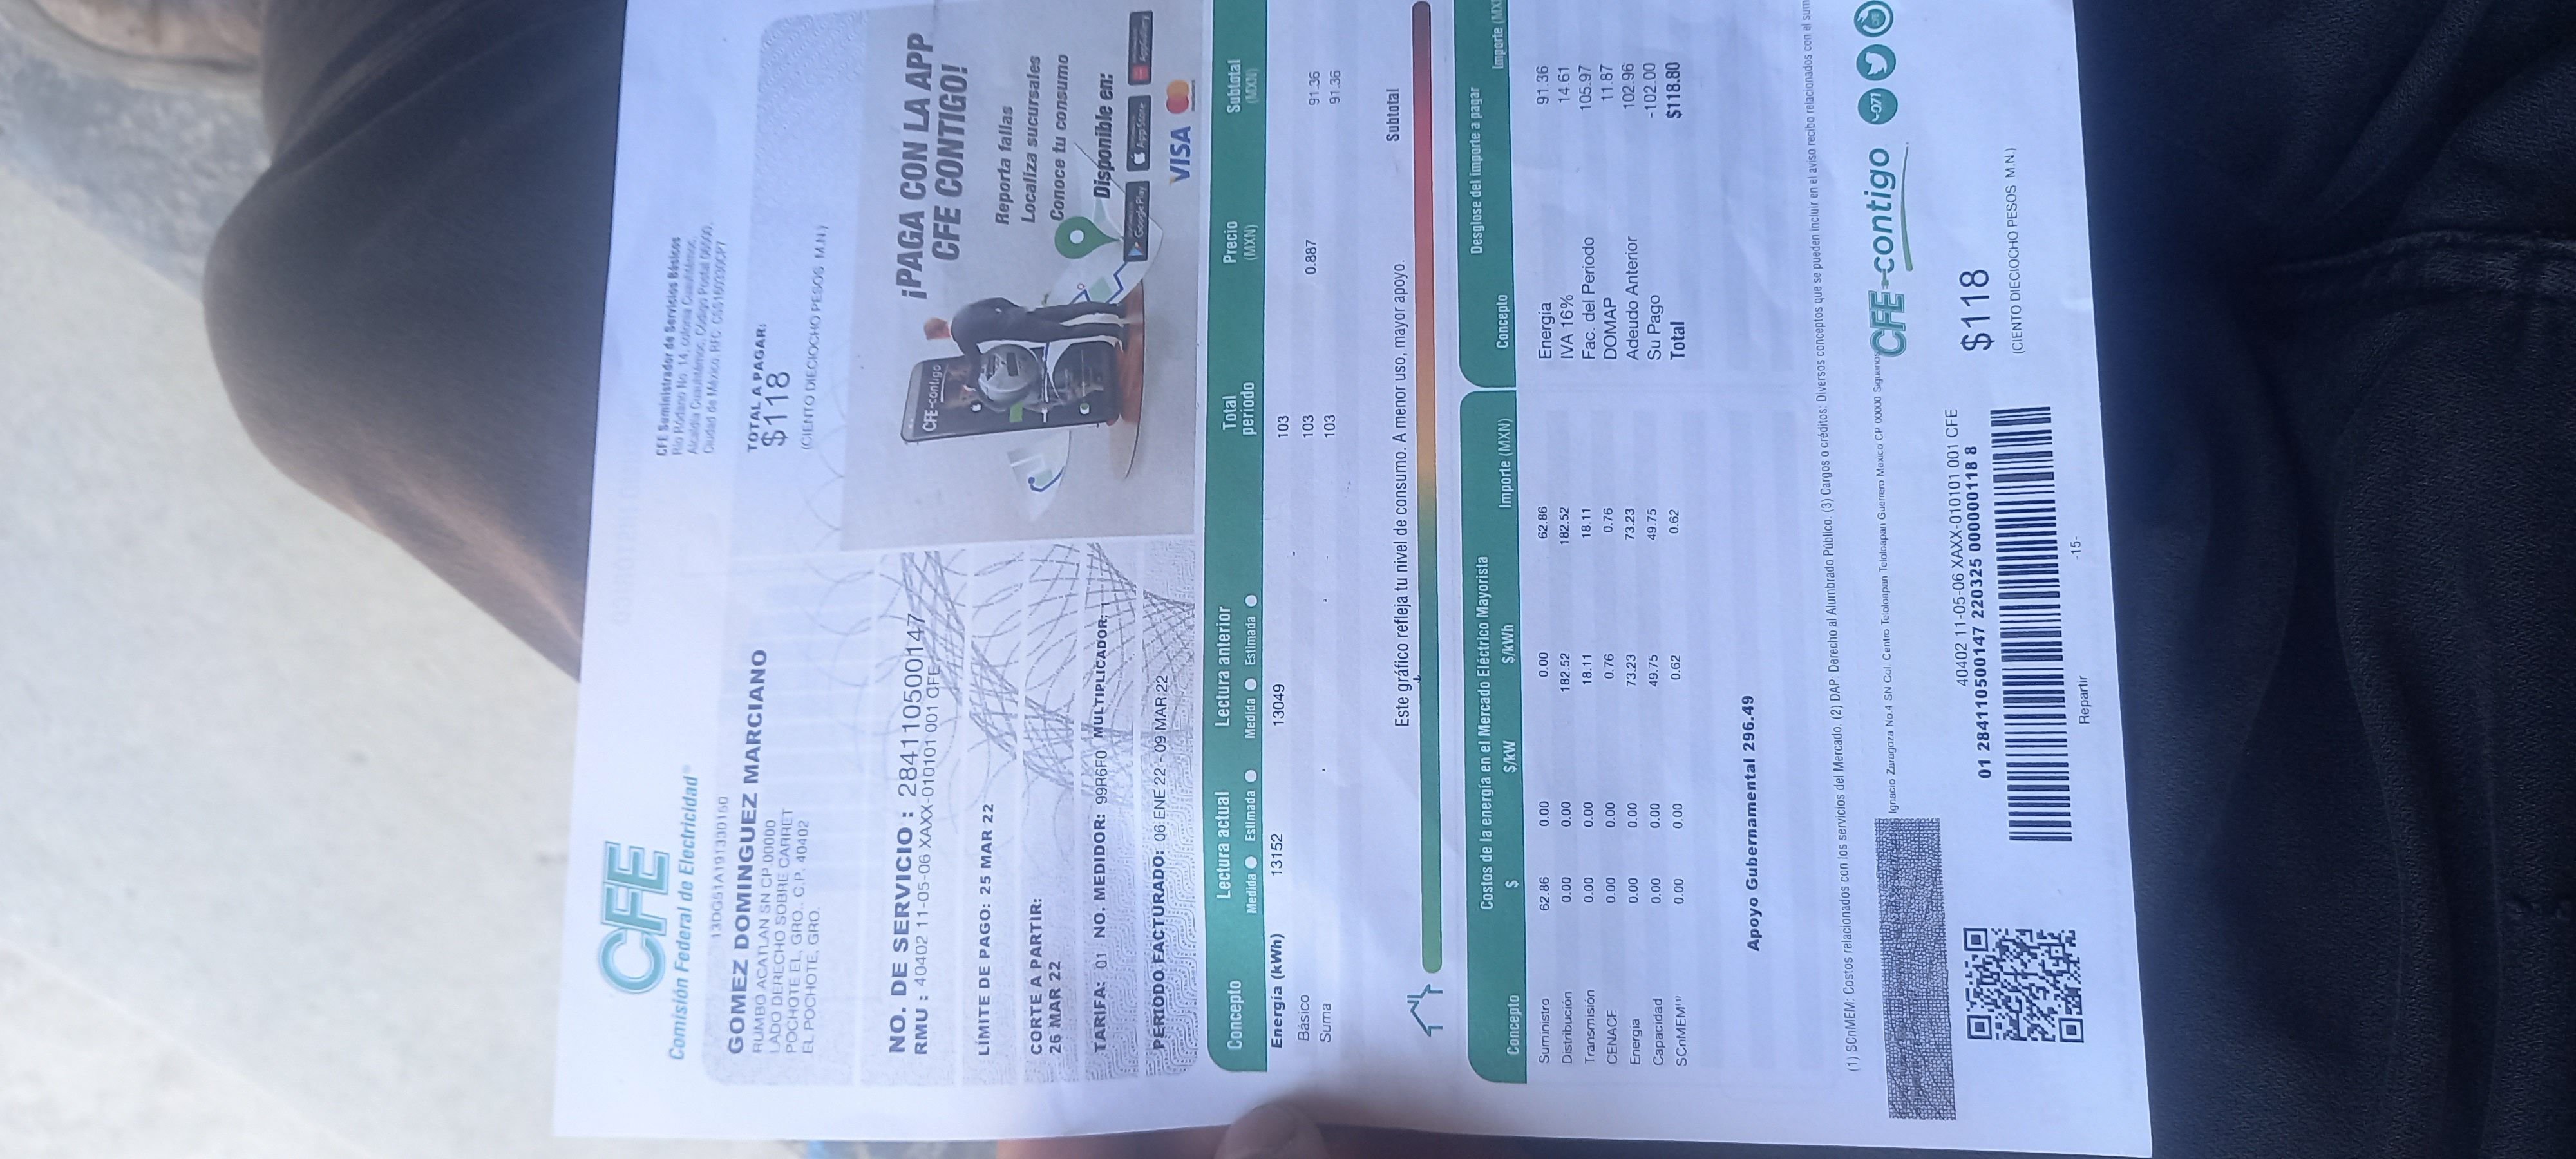 CFE
Comisión Federal de Electricidad®
CFE Suministrador de Servicios Básicos
Río Ródano No. 14, colonia Cuauhtémoc,
Alcaldía Cuauhtémoc, Código Postal 06500,
Ciudad de México. RFC: CSS160330CP7
13DG51A191330150
GOMEZ DOMINGUEZ MARCIANO
RUMBO ACATLAN SN CP.00000
LADO DERECHO SOBRE CARRET
POCHOTE EL, GRO.. C.P. 40402
EL POCHOTE, GRO.
TOTAL A PAGAR:
$118
(CIENTO DIECIOCHO PESOS M.N.)
NO. DE SERVICIO : 284110500147
RMU : 40402 11-05-06 XAXX-010101 001 CFE
LÍMITE DE PAGO: 25 MAR 22
CORTE A PARTIR:
26 MAR 22
TARIFA: 01 NO. MEDIDOR: 99R6F0 MULTIPLICADOR: 1
PERIODO FACTURADO: 06 ENE 22 - 09 MAR 22
CFE-contigo
¡PAGA CON LA APP
CFE CONTIGO!
Reporta fallas
Localiza sucursales
Conoce tu consumo
Disponible en:
Google Play App Store AppGallery
VISA
Concepto Lectura actual Lectura anterior Total periodo Precio (MXN) Subtotal (MXN)
Medida Estimada Medida Estimada
Energía (kWh) 13152 13049 103
Básico 103 0.887 91.36
Suma 103 91.36
Este gráfico refleja tu nivel de consumo. A menor uso, mayor apoyo. Subtotal
Costos de la energía en el Mercado Eléctrico Mayorista
Concepto $ $/kW $/kWh Importe (MXN)
Suministro 62.86 0.00 0.00 62.86
Distribución 0.00 0.00 182.52 182.52
Transmisión 0.00 0.00 18.11 18.11
CENACE 0.00 0.00 0.76 0.76
Energía 0.00 0.00 73.23 73.23
Capacidad 0.00 0.00 49.75 49.75
SCnMEM⁽¹⁾ 0.00 0.00 0.62 0.62
Apoyo Gubernamental 296.49
Desglose del importe a pagar
Concepto Importe (MX
Energía 91.36
IVA 16% 14.61
Fac. del Periodo 105.97
DOMAP 11.87
Adeudo Anterior 102.96
Su Pago -102.00
Total $118.80
(1) SCnMEM: Costos relacionados con los servicios del Mercado. (2) DAP: Derecho al Alumbrado Público. (3) Cargos o créditos: Diversos conceptos que se pueden incluir en el aviso recibo relacionados con el sum
Ignacio Zaragoza No.4 SN Col. Centro Teloloapan Teloloapan Guerrero Mexico CP 00000 Siguenos
CFE contigo 071
40402 11-05-06 XAXX-010101 001 CFE
01 284110500147 220325 000000118 8
$118
(CIENTO DIECIOCHO PESOS M.N.)
Repartir -15-